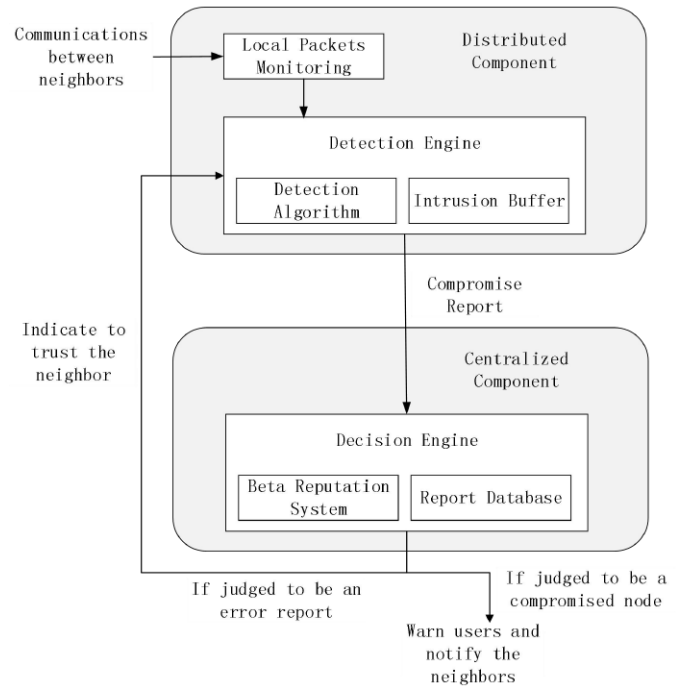 Communications
between
neighbors
Local Packets
Monitoring
Distributed
Component
Detection Engine
Detection
Algorithm
Intrusion Buffer
Compromise
Report
Indicate to
trust the
neighbor
Centralized
Component
Decision Engine
Beta Reputation
System
Report Database
If judged to be an
error report
If judged to be a
compromised node
Warn users and
notify the
neighbors